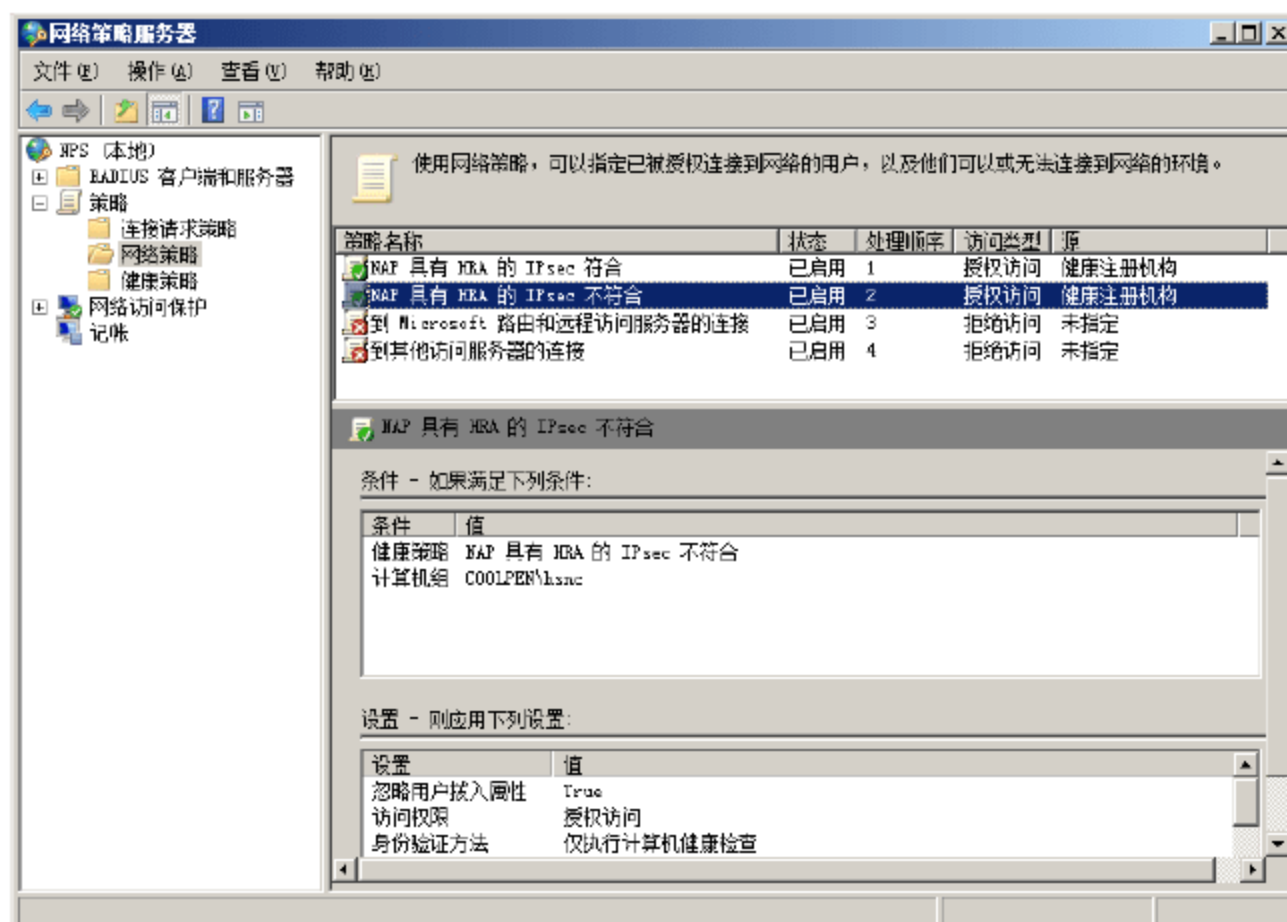 网络策略服务器
文件(F) 操作(A) 查看(V) 帮助(H)
NPS (本地)
RADIUS 客户端和服务器
策略
连接请求策略
网络策略
健康策略
网络访问保护
记帐
使用网络策略，可以指定已被授权连接到网络的用户，以及他们可以或无法连接到网络的环境。
策略名称 状态 处理顺序 访问类型 源
NAP 具有 HRA 的 IPsec 符合 已启用 1 授权访问 健康注册机构
NAP 具有 HRA 的 IPsec 不符合 已启用 2 授权访问 健康注册机构
到 Microsoft 路由和远程访问服务器的连接 已启用 3 拒绝访问 未指定
到其他访问服务器的连接 已启用 4 拒绝访问 未指定
NAP 具有 HRA 的 IPsec 不符合
条件 - 如果满足下列条件:
条件 值
健康策略 NAP 具有 HRA 的 IPsec 不符合
计算机组 COOLPEN\hsnc
设置 - 则应用下列设置:
设置 值
忽略用户拨入属性 True
访问权限 授权访问
身份验证方法 仅执行计算机健康检查